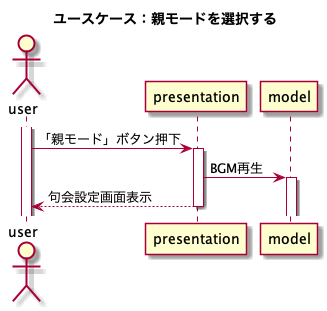 ユースケース：親モードを選択する
user
presentation
model
「親モード」ボタン押下
BGM再生
句会設定画面表示
user
presentation
model